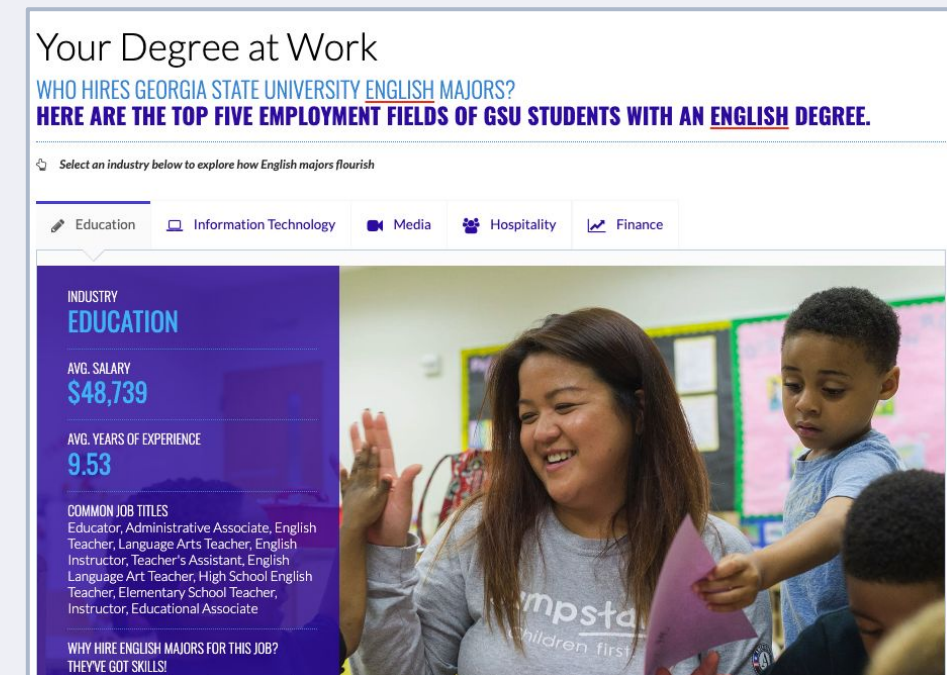 Your Degree at Work
WHO HIRES GEORGIA STATE UNIVERSITY ENGLISH MAJORS?
HERE ARE THE TOP FIVE EMPLOYMENT FIELDS OF GSU STUDENTS WITH AN ENGLISH DEGREE.
Select an industry below to explore how English majors flourish
Education Information Technology Media Hospitality Finance
INDUSTRY
EDUCATION
AVG. SALARY
$48,739
AVG. YEARS OF EXPERIENCE
9.53
COMMON JOB TITLES
Educator, Administrative Associate, English
Teacher, Language Arts Teacher, English
Instructor, Teacher's Assistant, English
Language Art Teacher, High School English
Teacher, Elementary School Teacher,
Instructor, Educational Associate
WHY HIRE ENGLISH MAJORS FOR THIS JOB?
THEY'VE GOT SKILLS!
children first